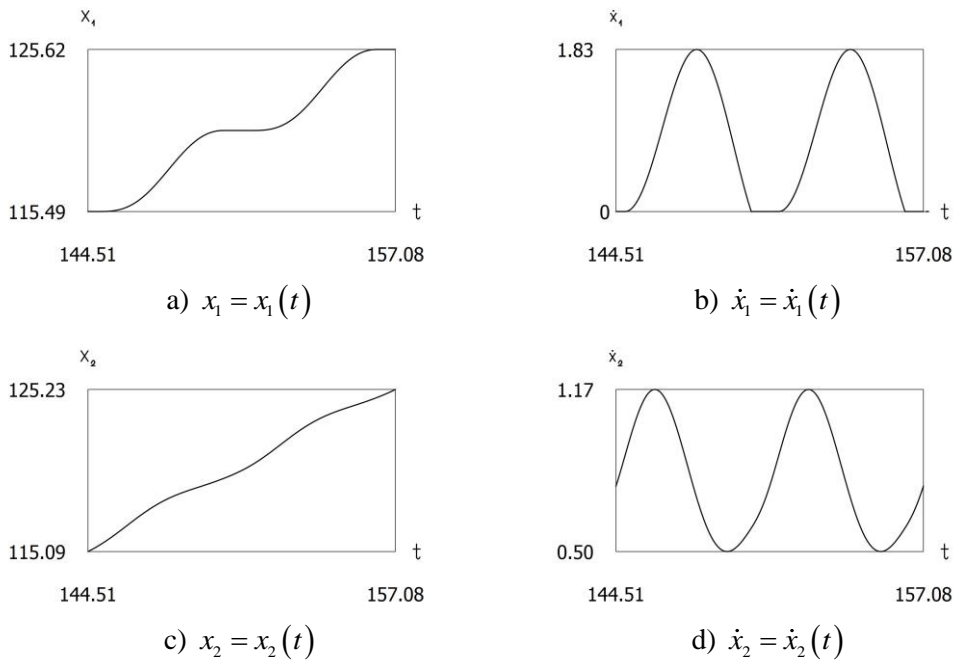 X₁
125.62
115.49
t
144.51 157.08
a) x₁ = x₁(t)
ẋ₁
1.83
0
t
144.51 157.08
b) ẋ₁ = ẋ₁(t)
X₂
125.23
115.09
t
144.51 157.08
c) x₂ = x₂(t)
ẋ₂
1.17
0.50
t
144.51 157.08
d) ẋ₂ = ẋ₂(t)